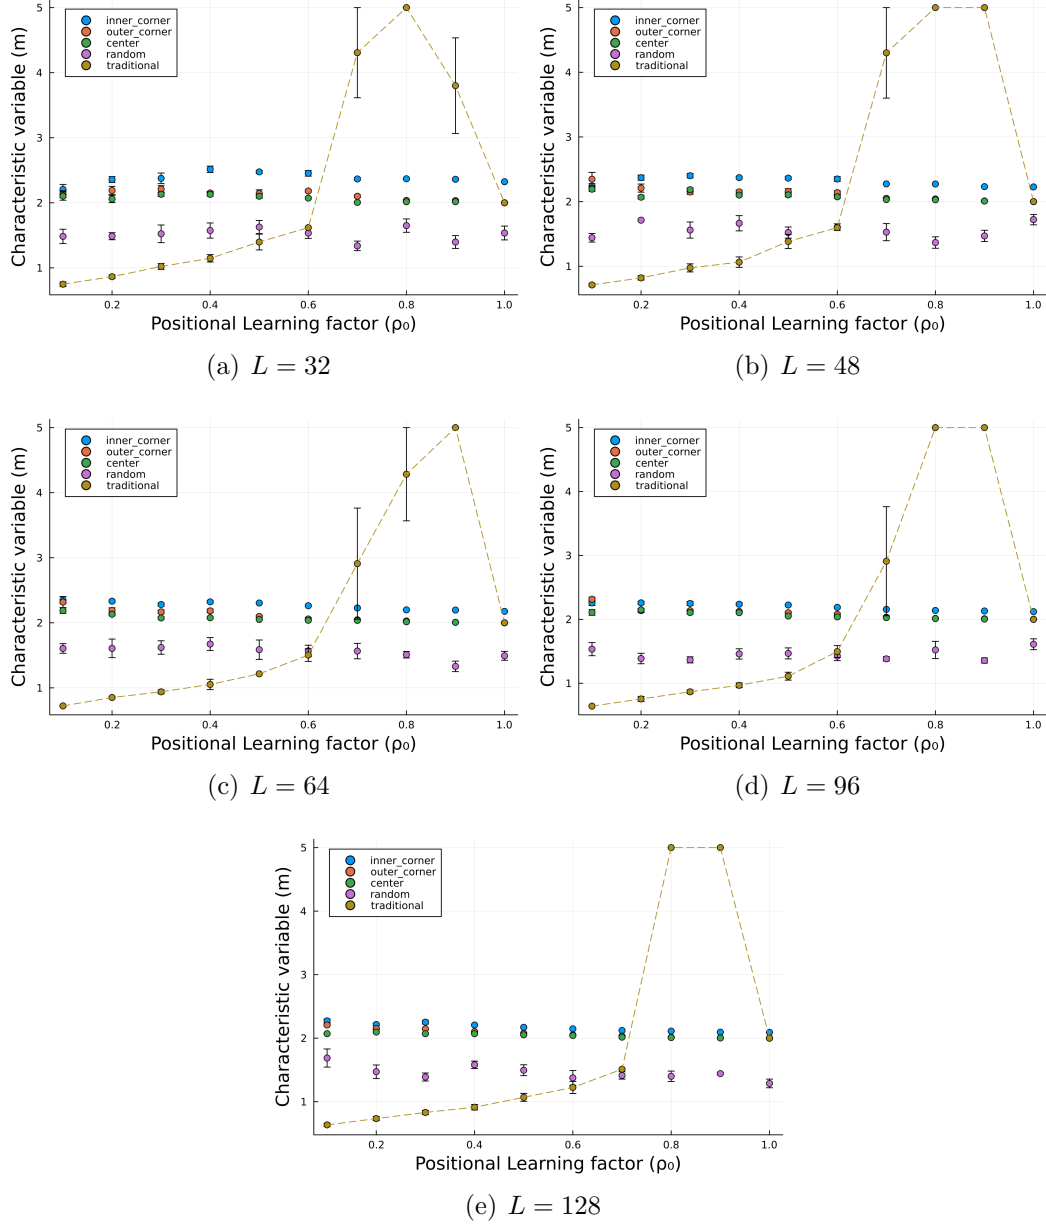 5
4
3
2
1
Characteristic variable (m)
inner_corner
outer_corner
center
random
traditional
0.2
0.4
0.6
0.8
1.0
Positional Learning factor (ρ₀)
(a) L = 32
5
4
3
2
1
Characteristic variable (m)
inner_corner
outer_corner
center
random
traditional
0.2
0.4
0.6
0.8
1.0
Positional Learning factor (ρ₀)
(b) L = 48
5
4
3
2
1
Characteristic variable (m)
inner_corner
outer_corner
center
random
traditional
0.2
0.4
0.6
0.8
1.0
Positional Learning factor (ρ₀)
(c) L = 64
5
4
3
2
1
Characteristic variable (m)
inner_corner
outer_corner
center
random
traditional
0.2
0.4
0.6
0.8
1.0
Positional Learning factor (ρ₀)
(d) L = 96
5
4
3
2
1
Characteristic variable (m)
inner_corner
outer_corner
center
random
traditional
0.2
0.4
0.6
0.8
1.0
Positional Learning factor (ρ₀)
(e) L = 128